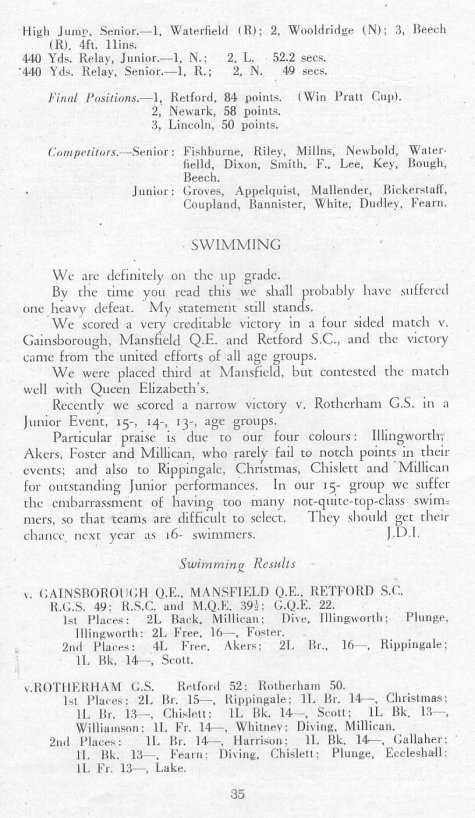 High Jump, Senior.—1, Waterfield (R); 2, Wooldridge (N); 3, Beech
(R). 4ft. 11ins.
440 Yds. Relay, Junior.—1, N.; 2, L. 52.2 secs.
440 Yds. Relay, Senior.—1, R.; 2, N. 49 secs.
Final Positions.—1, Retford, 84 points. (Win Pratt Cup).
2, Newark, 58 points.
3, Lincoln, 50 points.
Competitors.—Senior: Fishburne, Riley, Millns, Newbold, Water-
fielld, Dixon, Smith, F., Lee, Key, Bough,
Beech.
Junior: Groves, Appelquist, Mallender, Bickerstaff,
Coupland, Bannister, White, Dudley, Fearn.
SWIMMING
We are definitely on the up grade.
By the time you read this we shall probably have suffered
one heavy defeat. My statement still stands.
We scored a very creditable victory in a four sided match v.
Gainsborough, Mansfield Q.E. and Retford S.C., and the victory
came from the united efforts of all age groups.
We were placed third at Mansfield, but contested the match
well with Queen Elizabeth's.
Recently we scored a narrow victory v. Rotherham G.S. in a
Junior Event, 15-, 14-, 13-, age groups.
Particular praise is due to our four colours: Illingworth,
Akers, Foster and Millican, who rarely fail to notch points in their
events; and also to Rippingale, Christmas, Chislett and Millican
for outstanding Junior performances. In our 15- group we suffer
the embarrassment of having too many not-quite-top-class swim-
mers, so that teams are difficult to select. They should get their
chance next year as 16- swimmers. J.D.I.
Swimming Results
v. GAINSBOROUGH Q.E., MANSFIELD Q.E., RETFORD S.C.
R.G.S. 49; R.S.C. and M.Q.E. 39½; G.Q.E. 22.
1st Places: 2L Back, Millican; Dive, Illingworth; Plunge,
Illingworth; 2L Free, 16—, Foster.
2nd Places: 4L Free, Akers; 2L Br., 16—, Rippingale;
1L Bk. 14—, Scott.
v.ROTHERHAM G.S. Retford 52; Rotherham 50.
1st Places: 2L Br. 15—, Rippingale; 1L Br. 14—, Christmas;
1L Br. 13—, Chislett; 1L Bk. 14—, Scott; 1L Bk. 13—,
Williamson; 1L Fr. 14—, Whitney; Diving, Millican.
2nd Places: 1L Br. 14—, Harrison; 1L Bk. 14—, Gallaher;
1L Bk. 13—, Fearn; Diving, Chislett; Plunge, Eccleshall;
1L Fr. 13—, Lake.
35